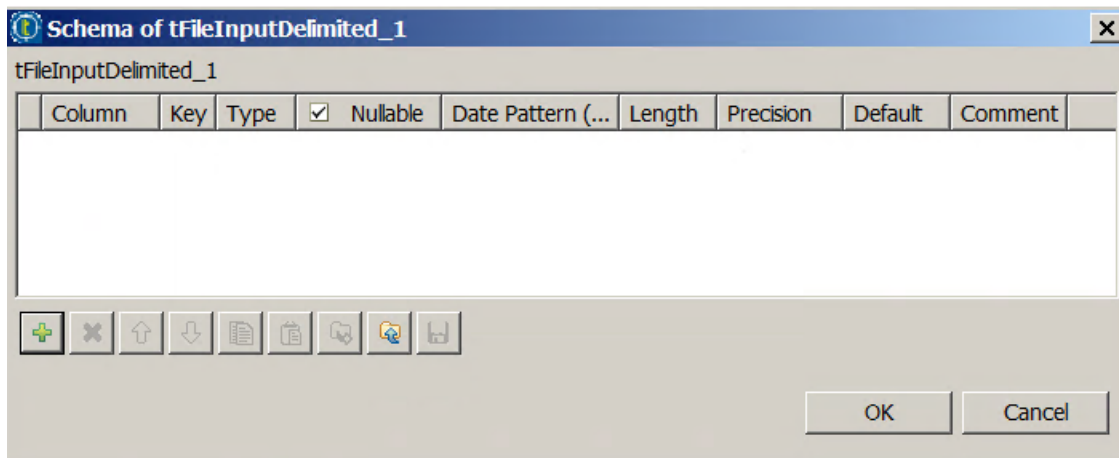 Schema of tFileInputDelimited_1
tFileInputDelimited_1
Column Key Type Nullable Date Pattern (... Length Precision Default Comment
OK Cancel